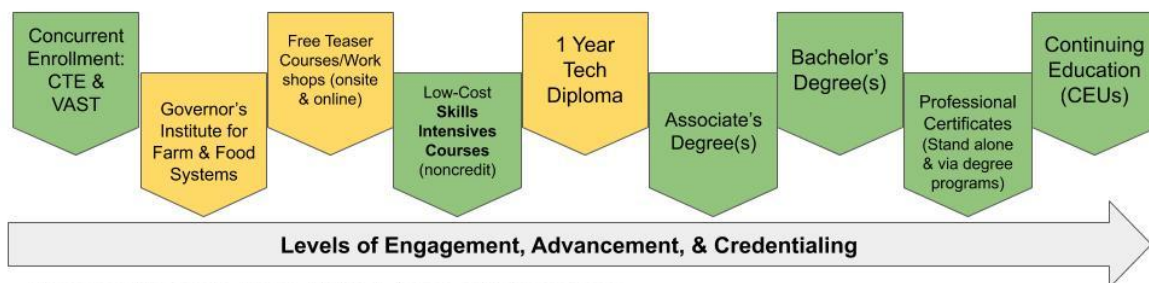 Concurrent
Enrollment:
CTE &
VAST
Governor's
Institute for
Farm & Food
Systems
Free Teaser
Courses/Work
shops (onsite
& online)
Low-Cost
Skills
Intensives
Courses
(noncredit)
1 Year
Tech
Diploma
Associate's
Degree(s)
Bachelor's
Degree(s)
Professional
Certificates
(Stand alone
& via degree
programs)
Continuing
Education
(CEUs)
Levels of Engagement, Advancement, & Credentialing